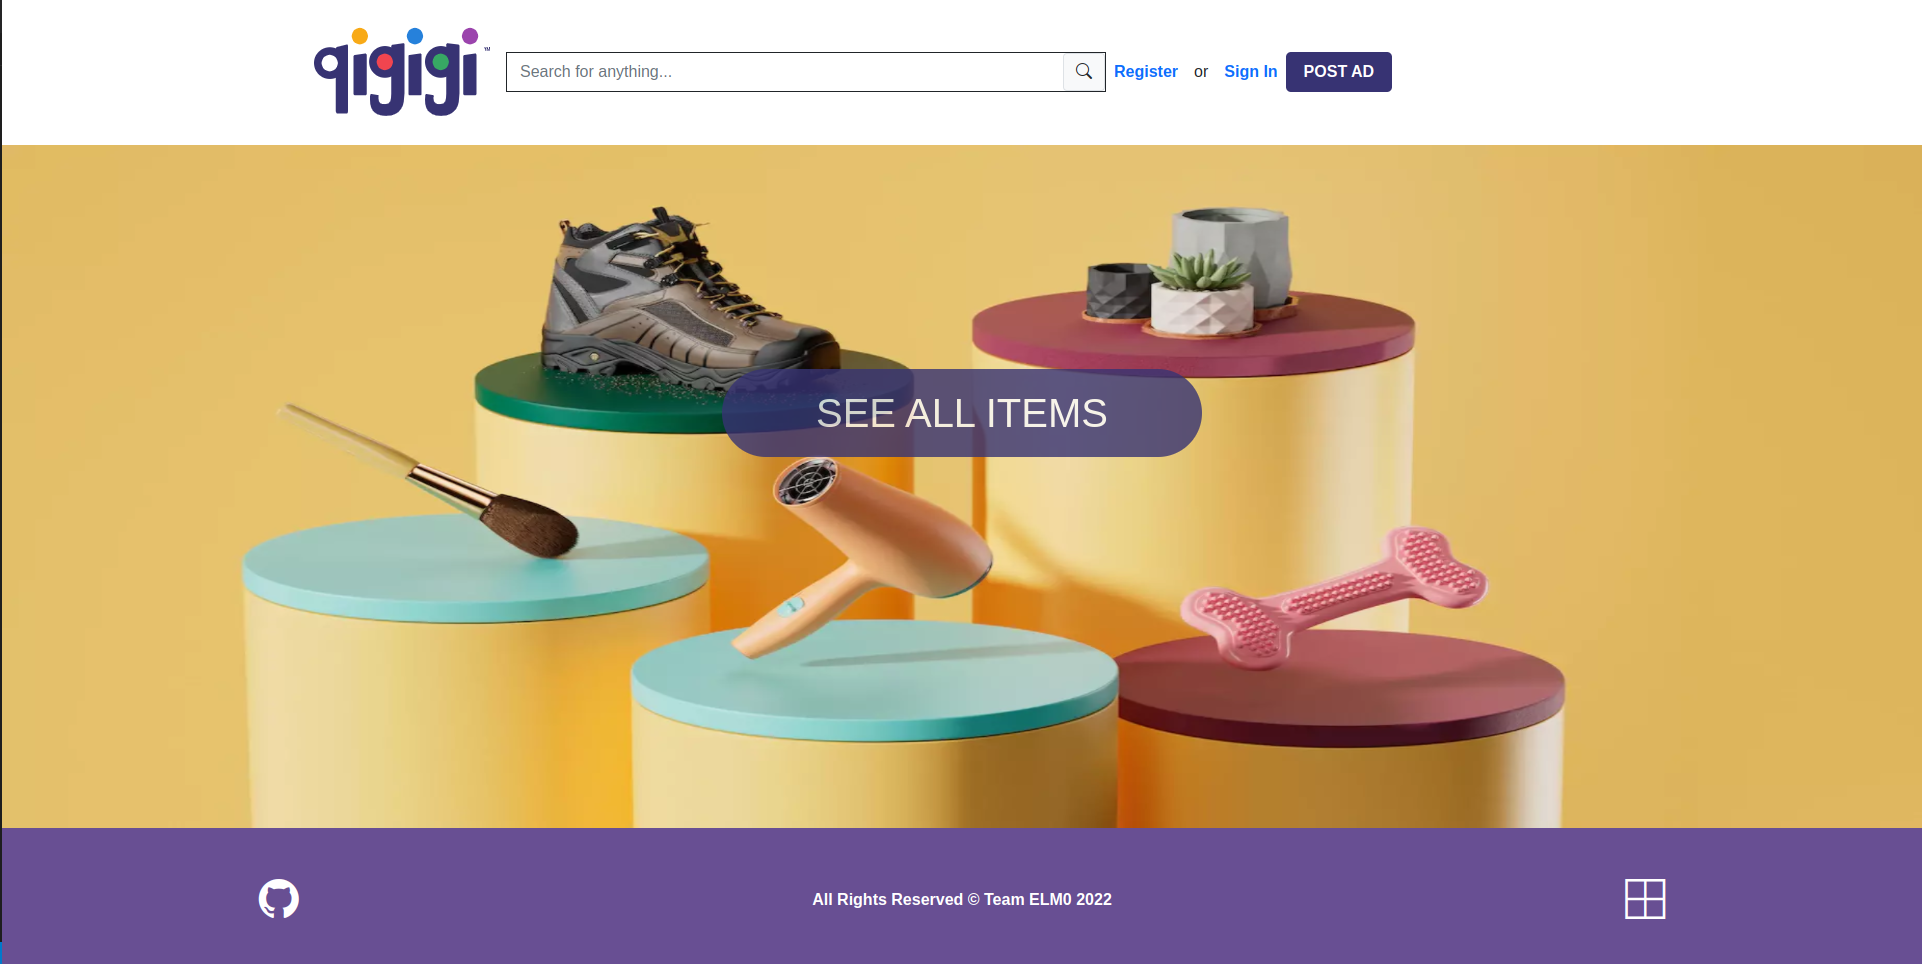 qigigi™
Search for anything...
Register or Sign In POST AD
SEE ALL ITEMS
All Rights Reserved © Team ELM0 2022